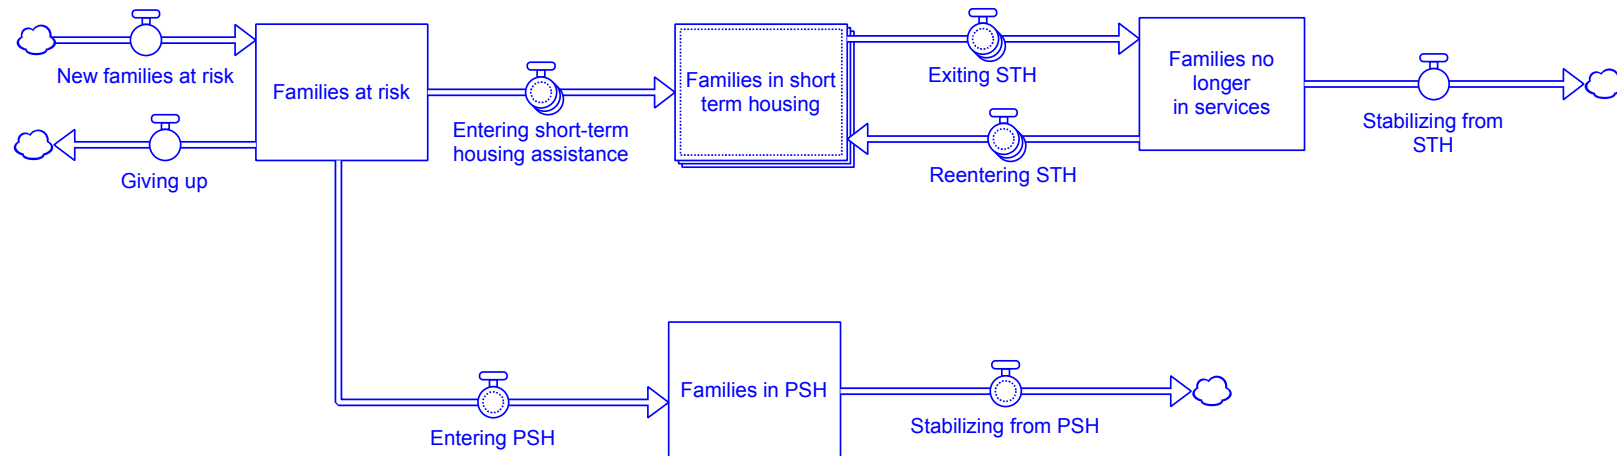 New families at risk
Giving up
Families at risk
Entering short-term
housing assistance
Families in short
term housing
Exiting STH
Reentering STH
Families no
longer
in services
Stabilizing from
STH
Entering PSH
Families in PSH
Stabilizing from PSH